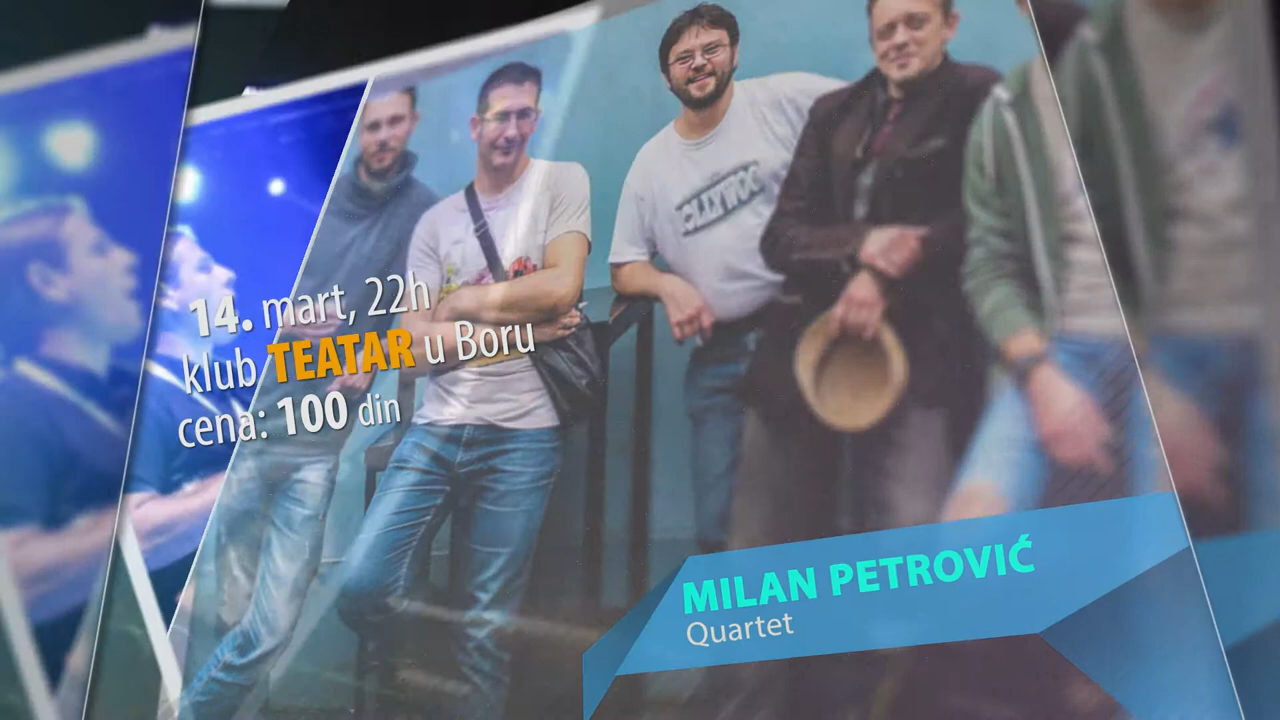 14. mart, 22h
klub TEATAR u Boru
cena: 100 din
MILAN PETROVIĆ
Quartet